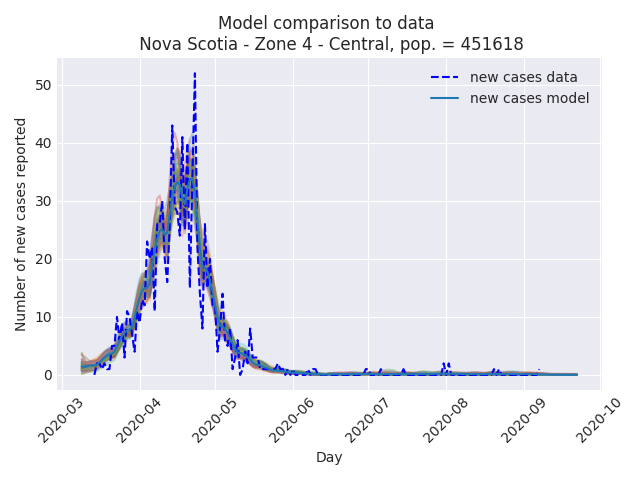 Model comparison to data
Nova Scotia - Zone 4 - Central, pop. = 451618
new cases data
new cases model
Number of new cases reported
50
40
30
20
10
0
2020-03
2020-04
2020-05
2020-06
2020-07
2020-08
2020-09
2020-10
Day